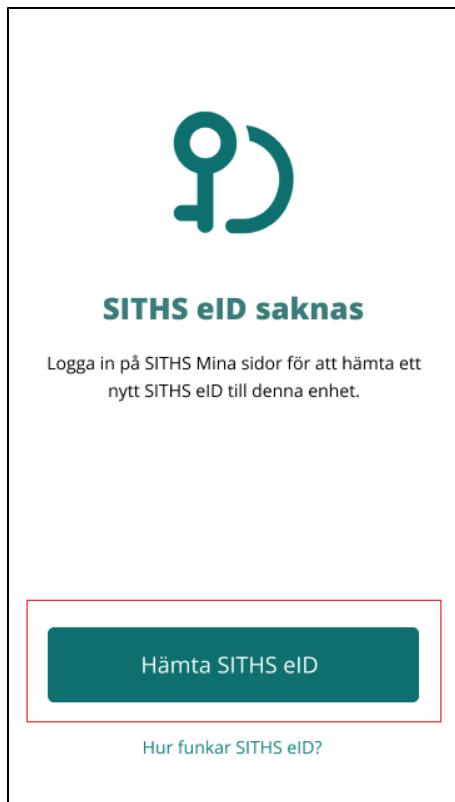 SITHS eID saknas
Logga in på SITHS Mina sidor för att hämta ett
nytt SITHS eID till denna enhet.
Hämta SITHS eID
Hur funkar SITHS eID?